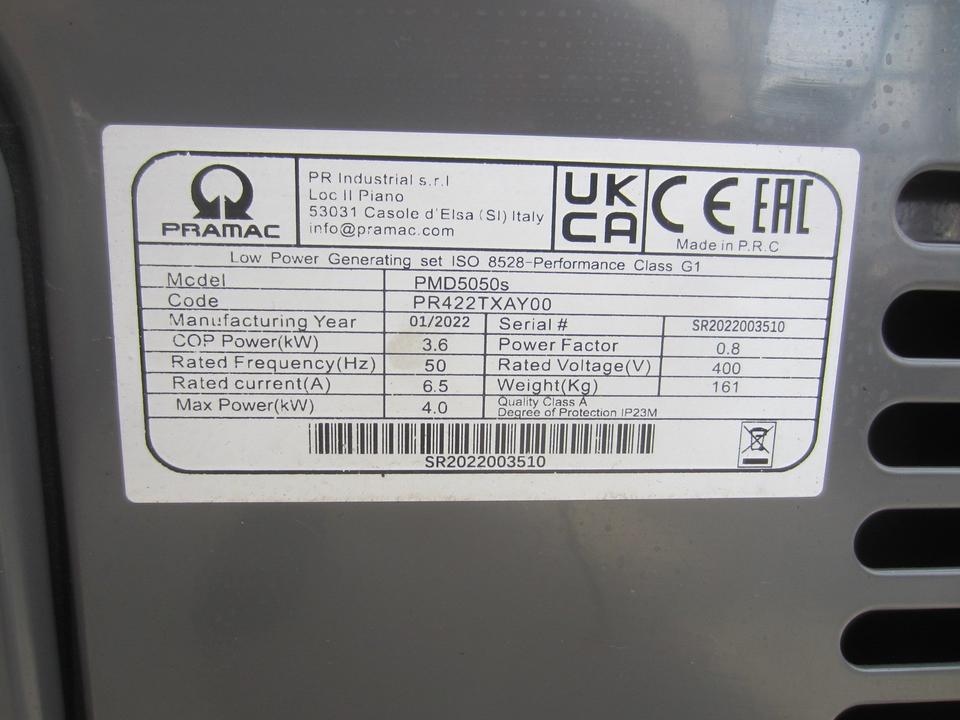 PRAMAC
PR Industrial s.r.l
Loc Il Piano
53031 Casole d'Elsa (SI) Italy
info@pramac.com
UK
CA
CE EAC
Made in P.R.C
Low Power Generating set ISO 8528-Performance Class G1
Model PMD5050s
Code PR422TXAY00
Manufacturing Year 01/2022 Serial # SR2022003510
COP Power(kW) 3.6 Power Factor 0.8
Rated Frequency(Hz) 50 Rated Voltage(V) 400
Rated current(A) 6.5 Weight(Kg) 161
Max Power(kW) 4.0 Quality Class A
Degree of Protection IP23M
SR2022003510